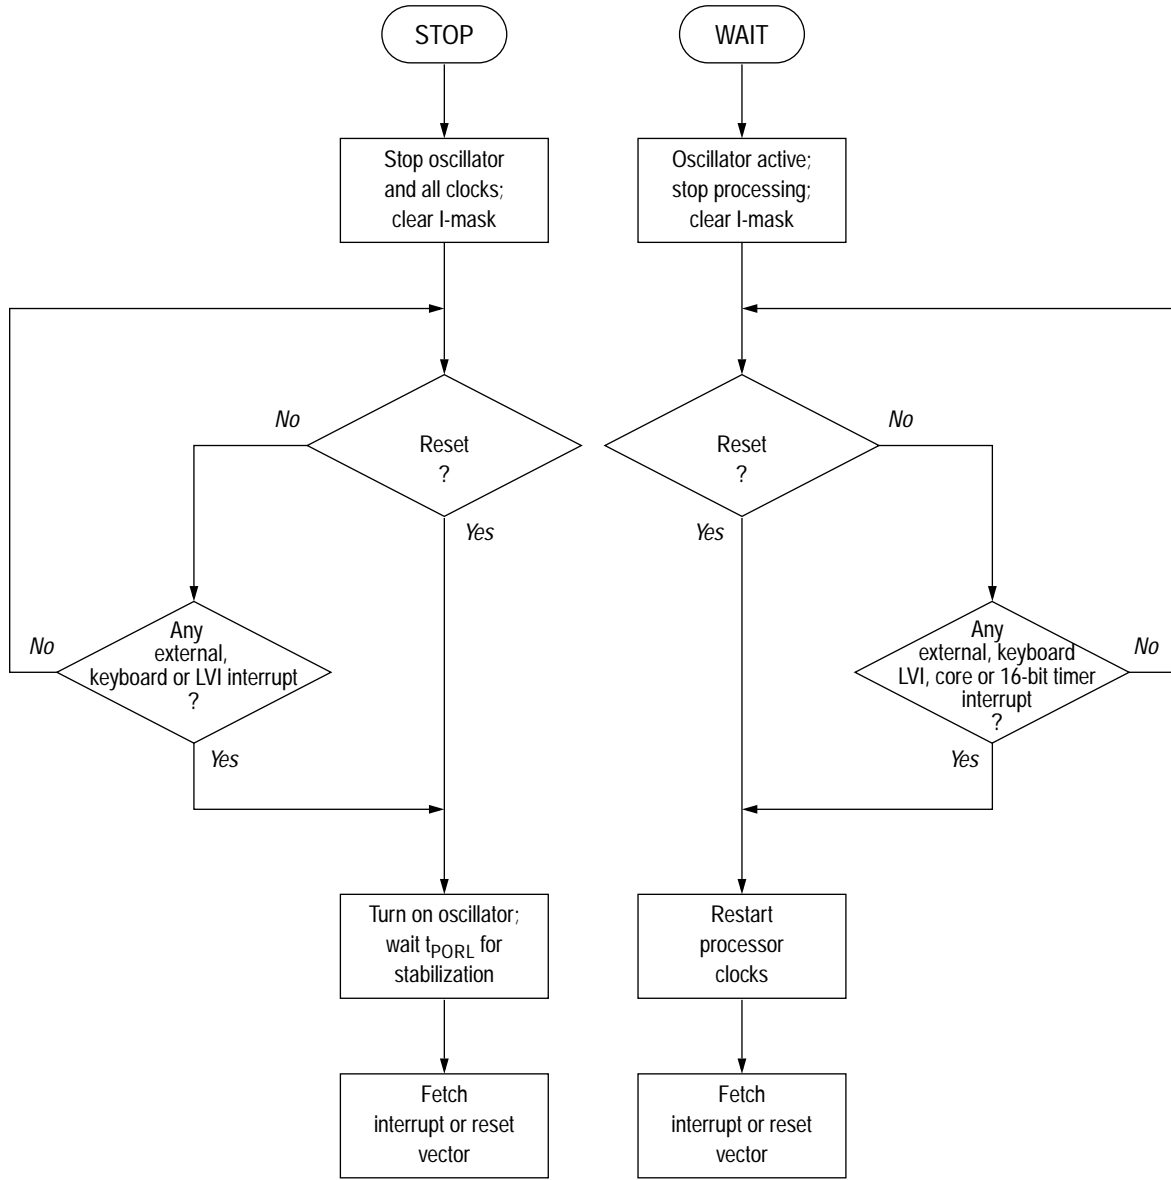 STOP
WAIT
Stop oscillator
and all clocks;
clear I-mask
Oscillator active;
stop processing;
clear I-mask
No
Reset
?
Yes
Reset
?
No
Yes
No
Any
external,
keyboard or LVI interrupt
?
Yes
Any
external, keyboard
LVI, core or 16-bit timer
interrupt
?
No
Yes
Turn on oscillator;
wait tPORL for
stabilization
Restart
processor
clocks
Fetch
interrupt or reset
vector
Fetch
interrupt or reset
vector